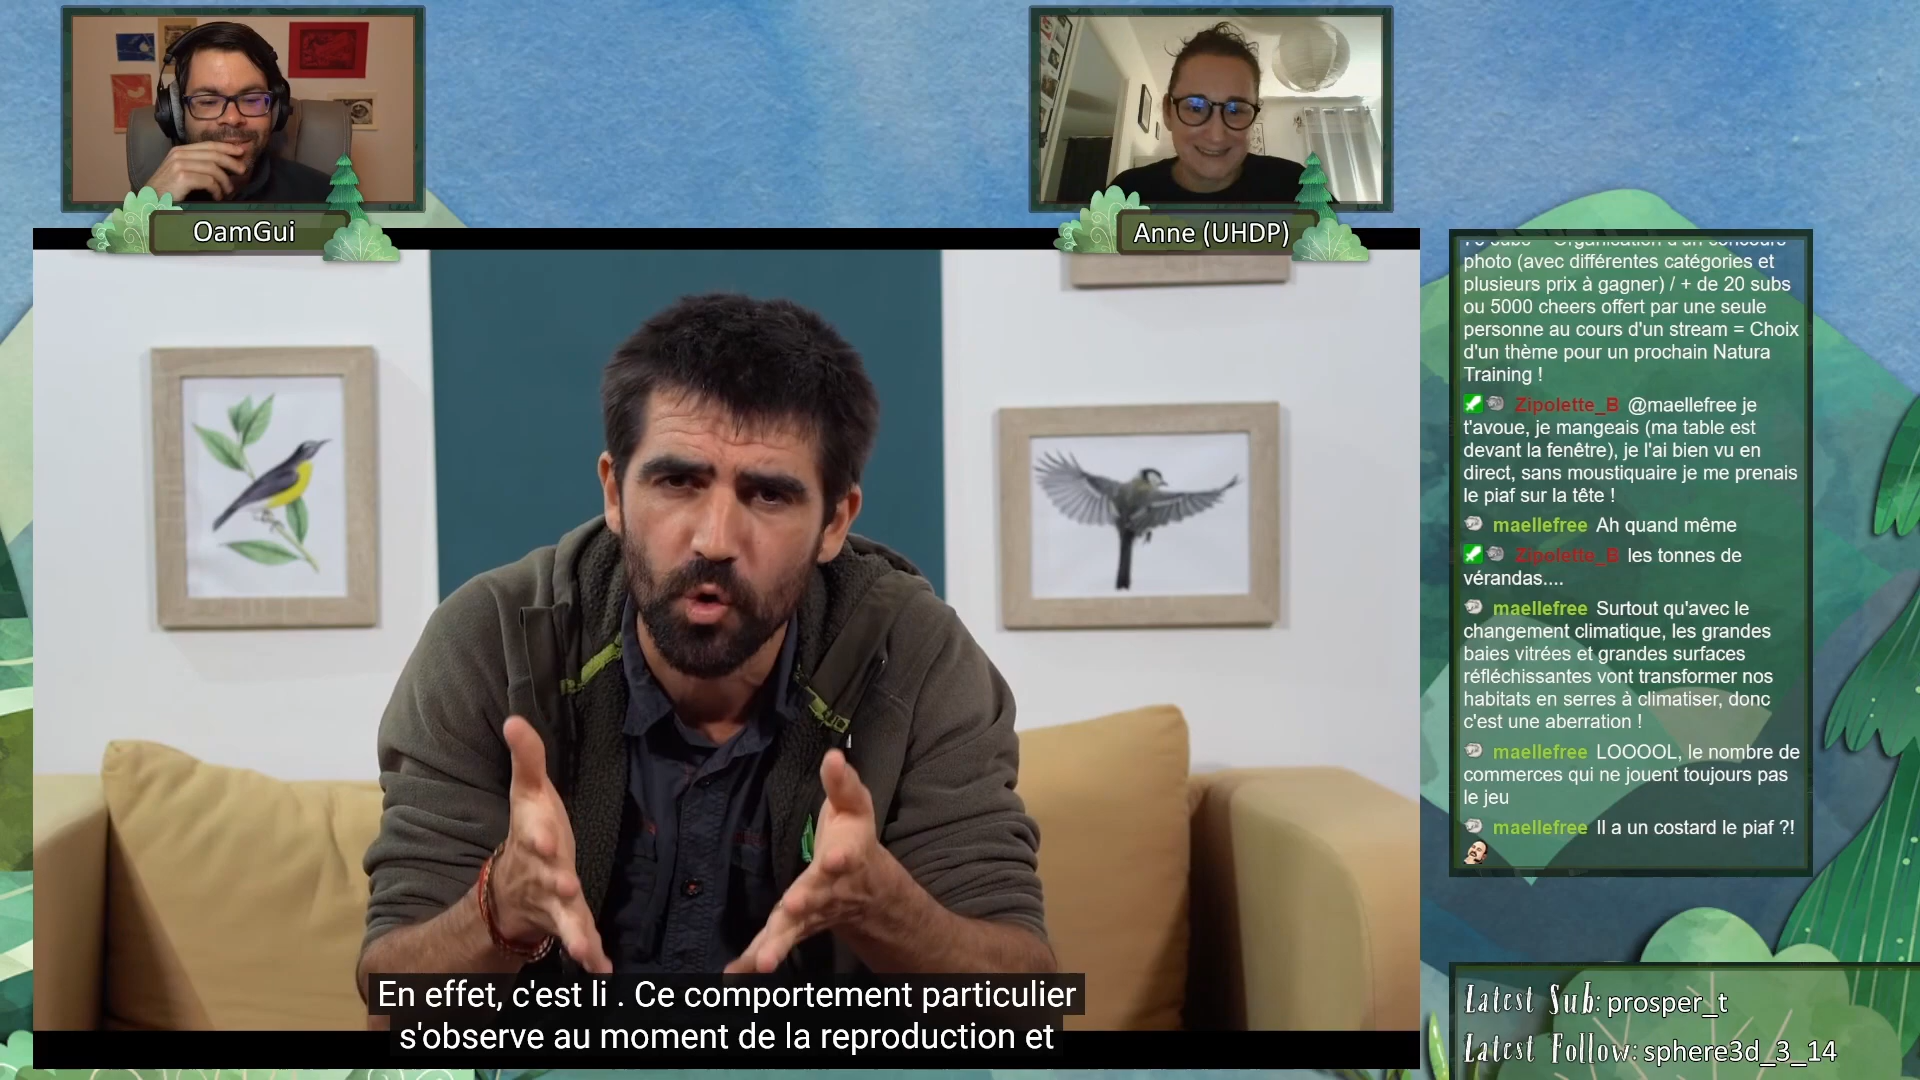 OamGui
Anne (UHDP)
photo (avec différentes catégories et
plusieurs prix à gagner) / + de 20 subs
ou 5000 cheers offert par une seule
personne au cours d'un stream = Choix
d'un thème pour un prochain Natura
Training !
Zipolette_B @maellefree je
t'avoue, je mangeais (ma table est
devant la fenêtre), je l'ai bien vu en
direct, sans moustiquaire je me prenais
le piaf sur la tête !
maellefree Ah quand même
Zipolette_B les tonnes de
vérandas....
maellefree Surtout qu'avec le
changement climatique, les grandes
baies vitrées et grandes surfaces
réfléchissantes vont transformer nos
habitats en serres à climatiser, donc
c'est une aberration !
maellefree LOOOOL, le nombre de
commerces qui ne jouent toujours pas
le jeu
maellefree Il a un costard le piaf ?!
En effet, c'est li . Ce comportement particulier
s'observe au moment de la reproduction et
Latest Sub: prosper_t
Latest Follow: sphere3d_3_14